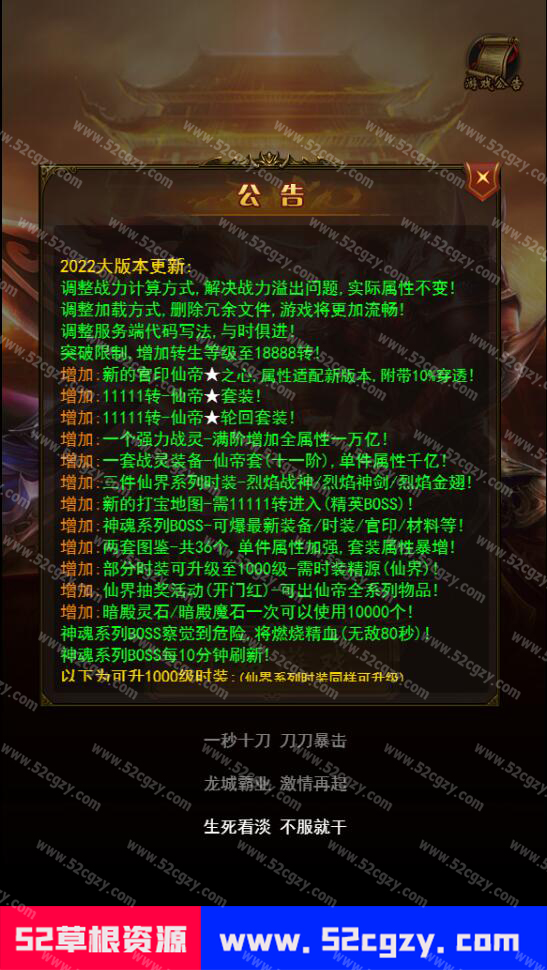 游戏公告
公告
2022大版本更新:
调整战力计算方式,解决战力溢出问题,实际属性不变!
调整加载方式,删除冗余文件,游戏将更加流畅!
调整服务端代码写法,与时俱进!
突破限制,增加转生等级至18888转!
增加:新的官印仙帝★之心,属性适配新版本,附带10%穿透!
增加:11111转-仙帝★套装!
增加:11111转-仙帝★轮回套装!
增加:一个强力战灵-满阶增加全属性一万亿!
增加:一套战灵装备-仙帝套(十一阶),单件属性千亿!
增加:三件仙界系列时装-烈焰战神/烈焰神剑/烈焰金翅!
增加:新的打宝地图-需11111转进入(精英BOSS)!
增加:神魂系列BOSS-可爆最新装备/时装/官印/材料等!
增加:两套图鉴-共36个,单件属性加强,套装属性暴增!
增加:部分时装可升级至1000级-需时装精源(仙界)!
增加:仙界抽奖活动(开门红)-可出仙帝全系列物品!
增加:暗殿灵石/暗殿魔石一次可以使用10000个!
神魂系列BOSS察觉到危险,将燃烧精血(无敌80秒)!
神魂系列BOSS每10分钟刷新!
以下为可升1000级时装:(仙界系列时装同样可升级)
一秒十刀 刀刀暴击
龙城霸业 激情再起
生死看淡 不服就干
52草根资源 www.52cgzy.com